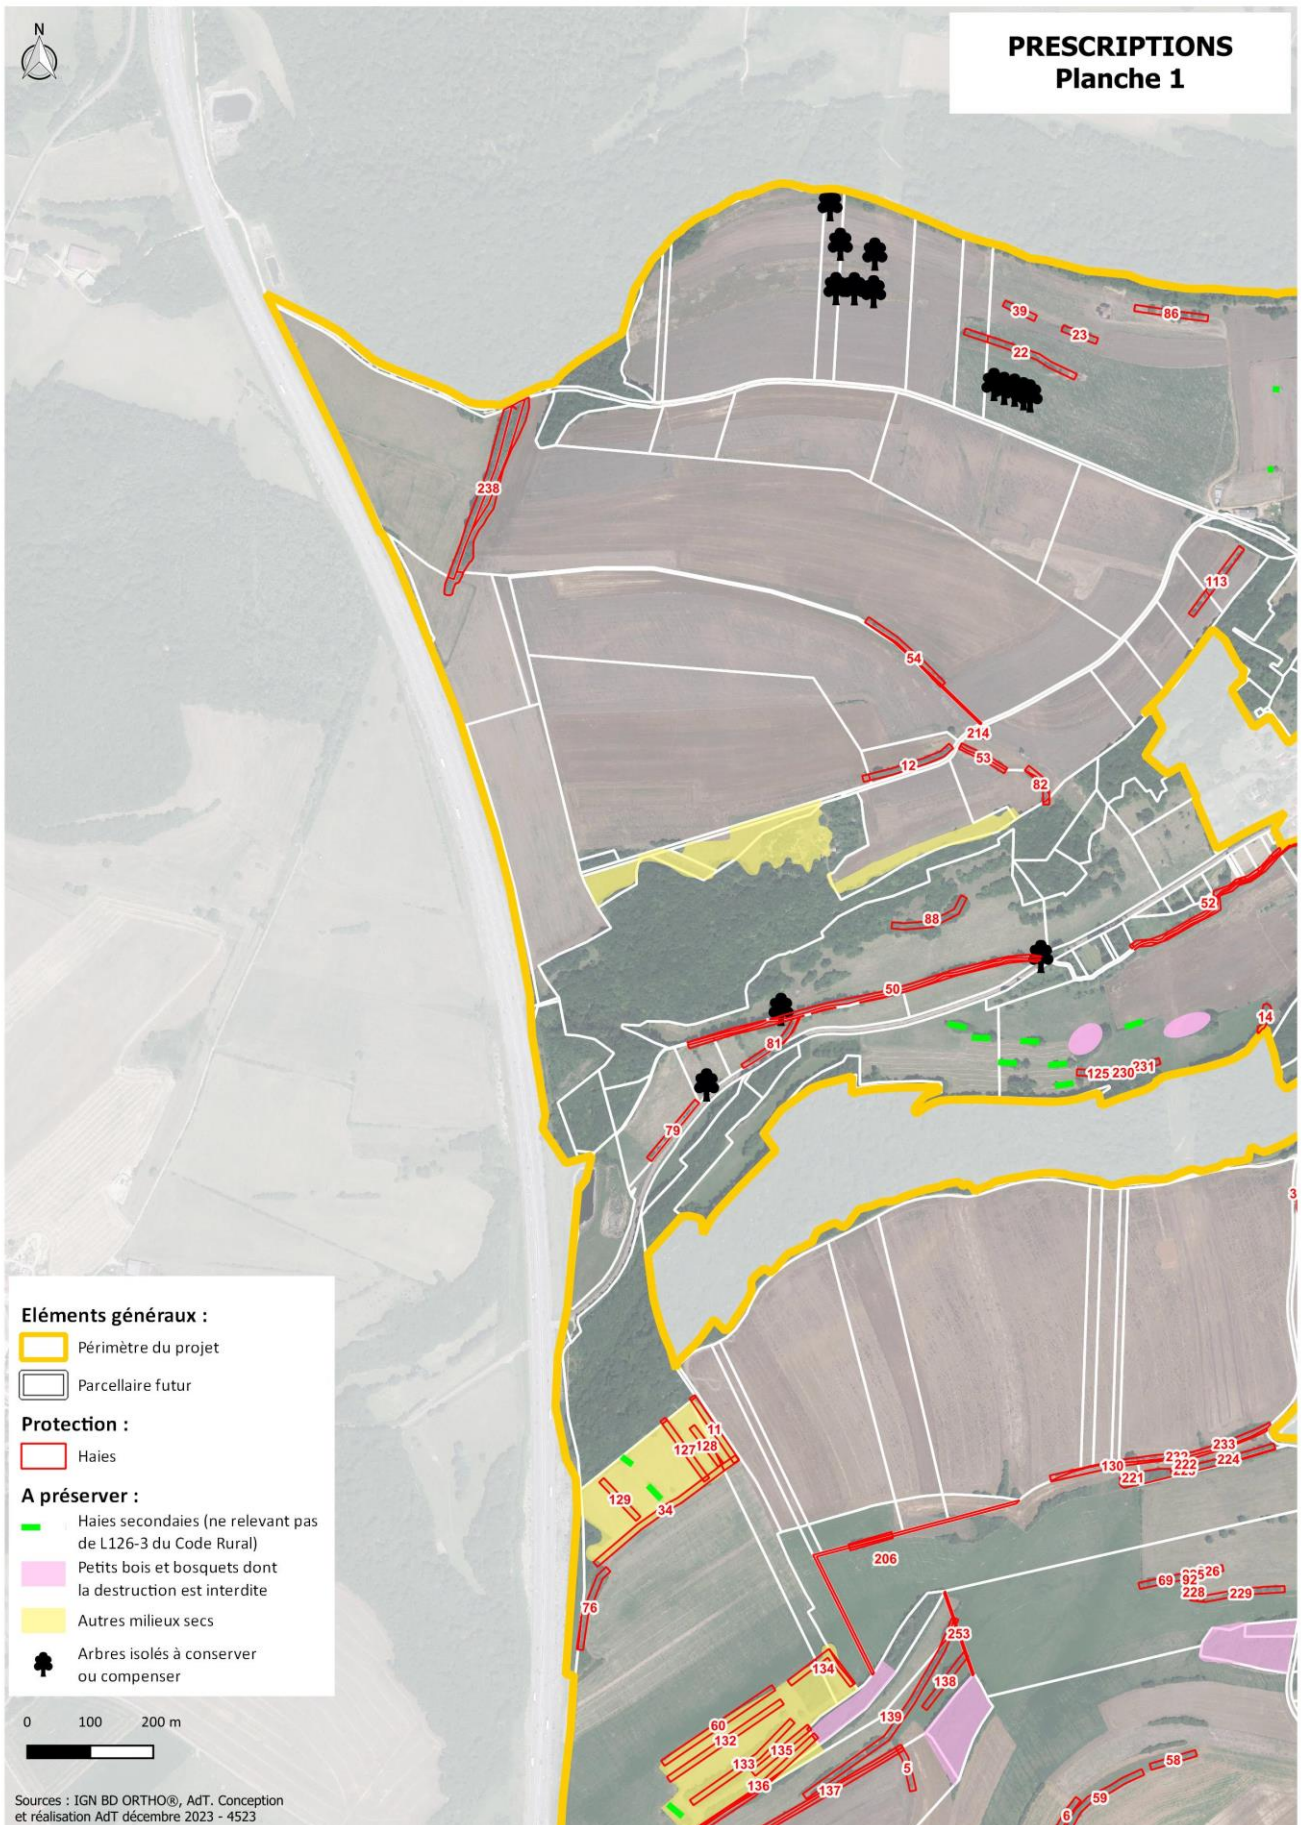 N
PRESCRIPTIONS
Planche 1
39
23
86
22
238
113
54
214
12
53
82
52
88
50
14
81
125 230 231
79
3
11
127 128
129
34
233
232
130
222
224
221
206
76
69
92
26
228
229
253
134
138
60
139
132
135
133
5
136
137
58
59
6
Eléments généraux :
Périmètre du projet
Parcellaire futur
Protection :
Haies
A préserver :
Haies secondaies (ne relevant pas
de L126-3 du Code Rural)
Petits bois et bosquets dont
la destruction est interdite
Autres milieux secs
Arbres isolés à conserver
ou compenser
0 100 200 m
Sources : IGN BD ORTHO®, AdT. Conception
et réalisation AdT décembre 2023 - 4523